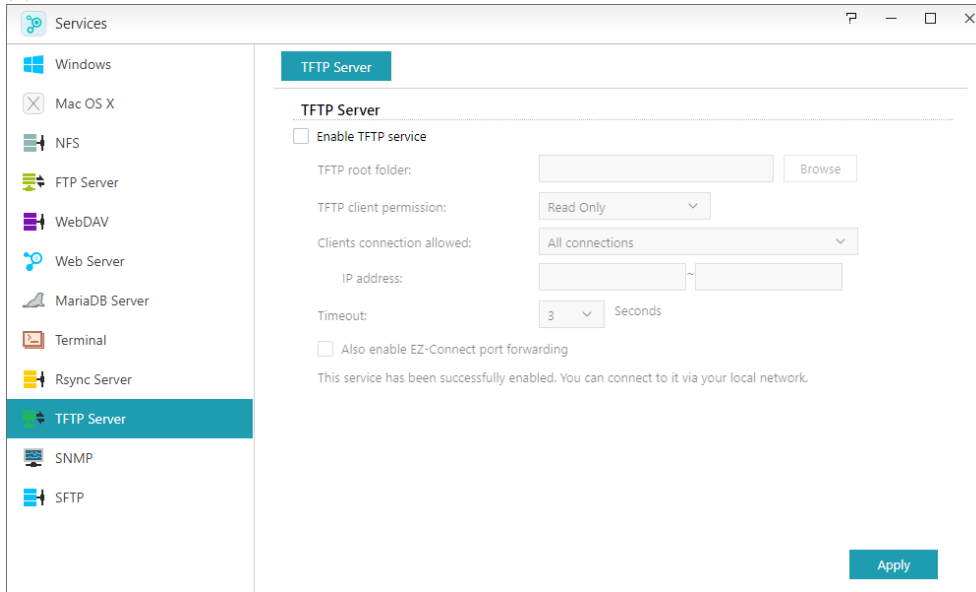 Services
Windows
Mac OS X
NFS
FTP Server
WebDAV
Web Server
MariaDB Server
Terminal
Rsync Server
TFTP Server
SNMP
SFTP
TFTP Server
TFTP Server
Enable TFTP service
TFTP root folder: Browse
TFTP client permission: Read Only
Clients connection allowed: All connections
IP address: ~
Timeout: 3 Seconds
Also enable EZ-Connect port forwarding
This service has been successfully enabled. You can connect to it via your local network.
Apply